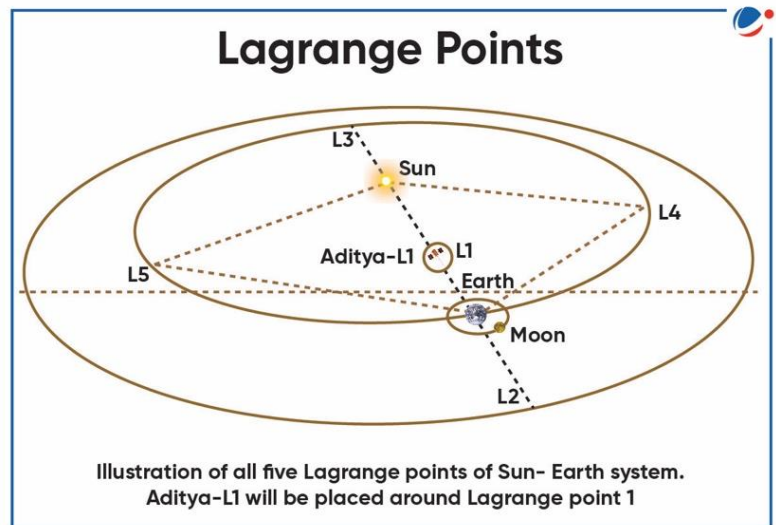 Lagrange Points
L3
Sun
L4
Aditya-L1
L1
L5
Earth
Moon
L2
Illustration of all five Lagrange points of Sun- Earth system.
Aditya-L1 will be placed around Lagrange point 1